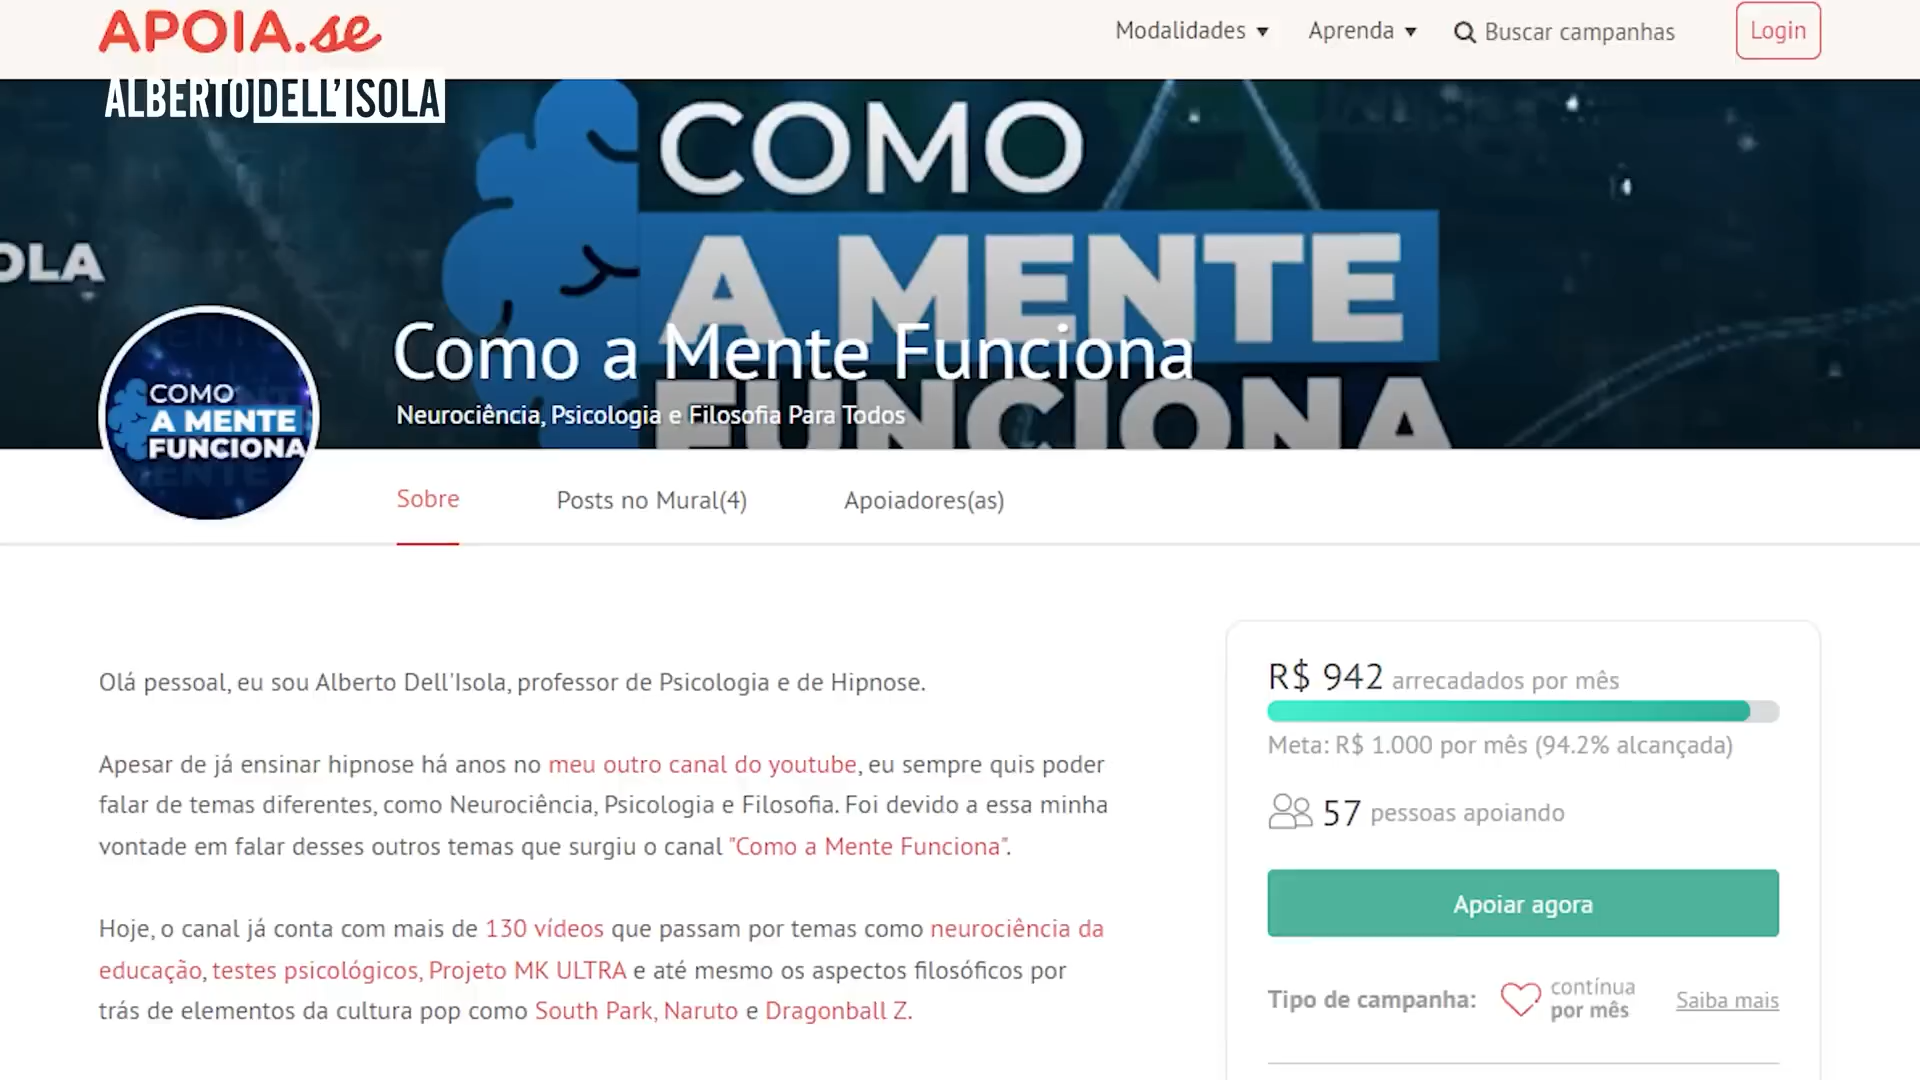 APOIA.se
Modalidades
Aprenda
Buscar campanhas
Login
ALBERTO DELL'ISOLA
COMO
A MENTE
FUNCIONA
OLA
COMO
A MENTE
FUNCIONA
Como a Mente Funciona
Neurociência, Psicologia e Filosofia Para Todos
Sobre
Posts no Mural(4)
Apoiadores(as)
Olá pessoal, eu sou Alberto Dell'Isola, professor de Psicologia e de Hipnose.
Apesar de já ensinar hipnose há anos no meu outro canal do youtube, eu sempre quis poder
falar de temas diferentes, como Neurociência, Psicologia e Filosofia. Foi devido a essa minha
vontade em falar desses outros temas que surgiu o canal "Como a Mente Funciona".
Hoje, o canal já conta com mais de 130 vídeos que passam por temas como neurociência da
educação, testes psicológicos, Projeto MK ULTRA e até mesmo os aspectos filosóficos por
trás de elementos da cultura pop como South Park, Naruto e Dragonball Z.
R$ 942 arrecadados por mês
Meta: R$ 1.000 por mês (94.2% alcançada)
57 pessoas apoiando
Apoiar agora
Tipo de campanha:
contínua
por mês
Saiba mais